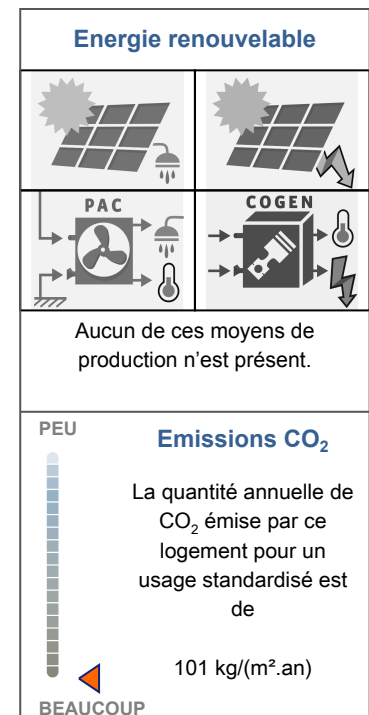 Energie renouvelable
PAC
COGEN
Aucun de ces moyens de
production n’est présent.
PEU
Emissions CO₂
La quantité annuelle de
CO₂ émise par ce
logement pour un
usage standardisé est
de
101 kg/(m².an)
BEAUCOUP